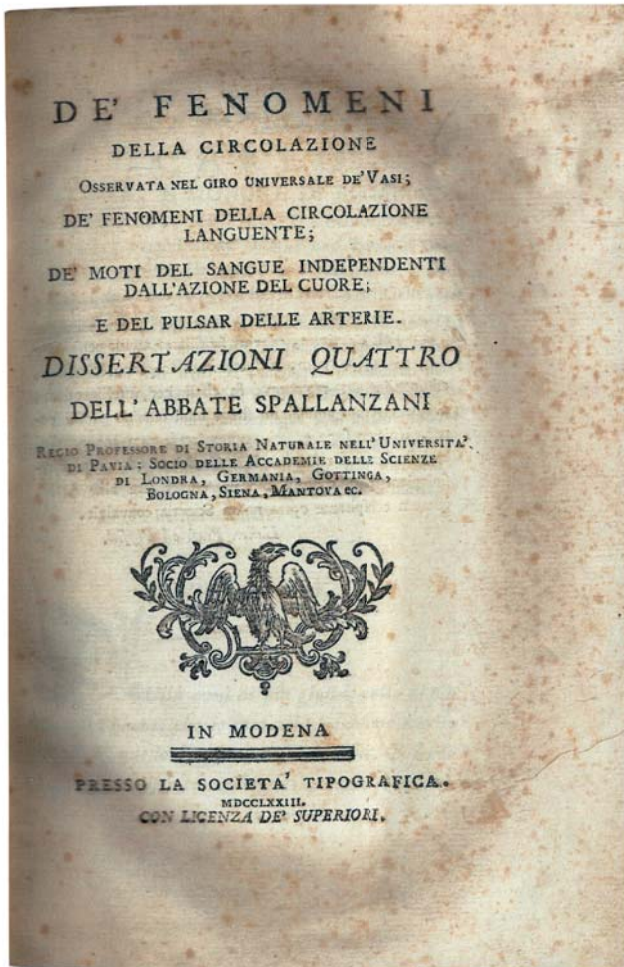 DE' FENOMENI
DELLA CIRCOLAZIONE
OSSERVATA NEL GIRO UNIVERSALE DE' VASI;
DE' FENOMENI DELLA CIRCOLAZIONE
LANGUENTE;
DE' MOTI DEL SANGUE INDEPENDENTI
DALL'AZIONE DEL CUORE;
E DEL PULSAR DELLE ARTERIE.
DISSERTAZIONI QUATTRO
DELL'ABBATE SPALLANZANI
REGIO PROFESSORE DI STORIA NATURALE NELL'UNIVERSITA'
DI PAVIA; SOCIO DELLE ACCADEMIE DELLE SCIENZE
DI LONDRA, GERMANIA, GOTTINGA,
BOLOGNA, SIENA, MANTOVA ec.
IN MODENA
PRESSO LA SOCIETA' TIPOGRAFICA.
MDCCLXXIII.
CON LICENZA DE' SUPERIORI.